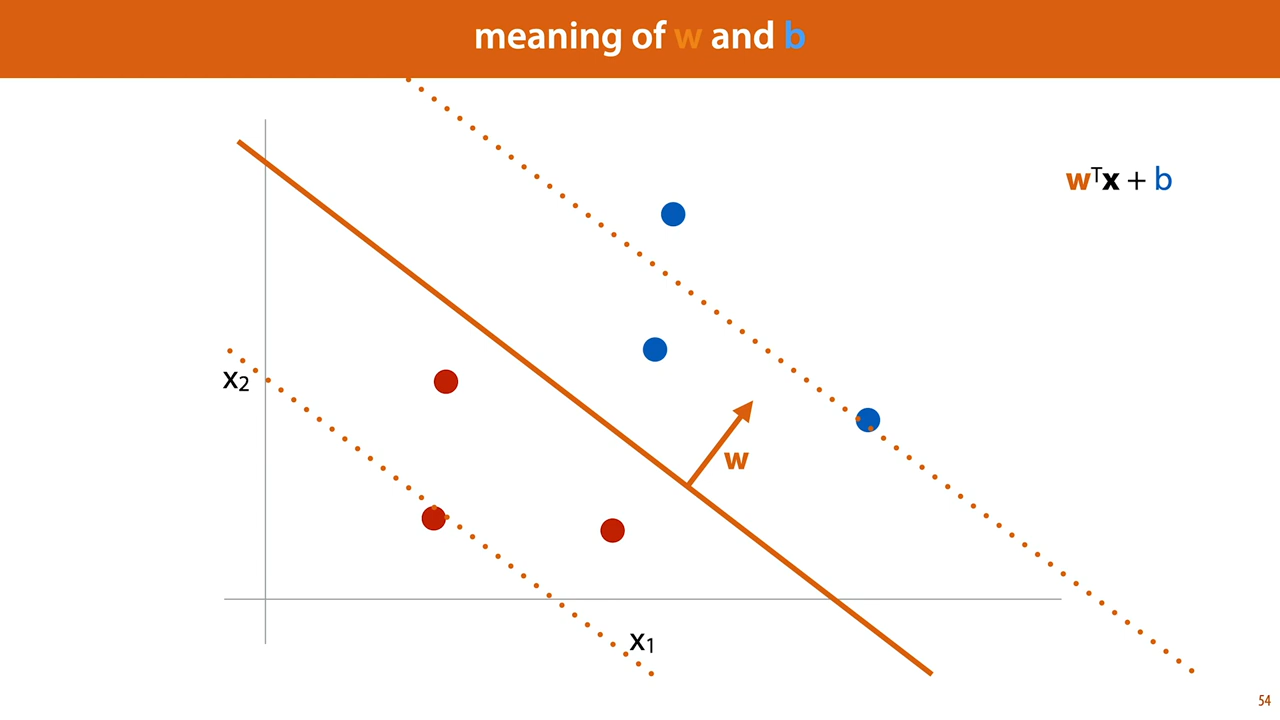 meaning of w and b
wᵀx + b
x₂
w
x₁
54